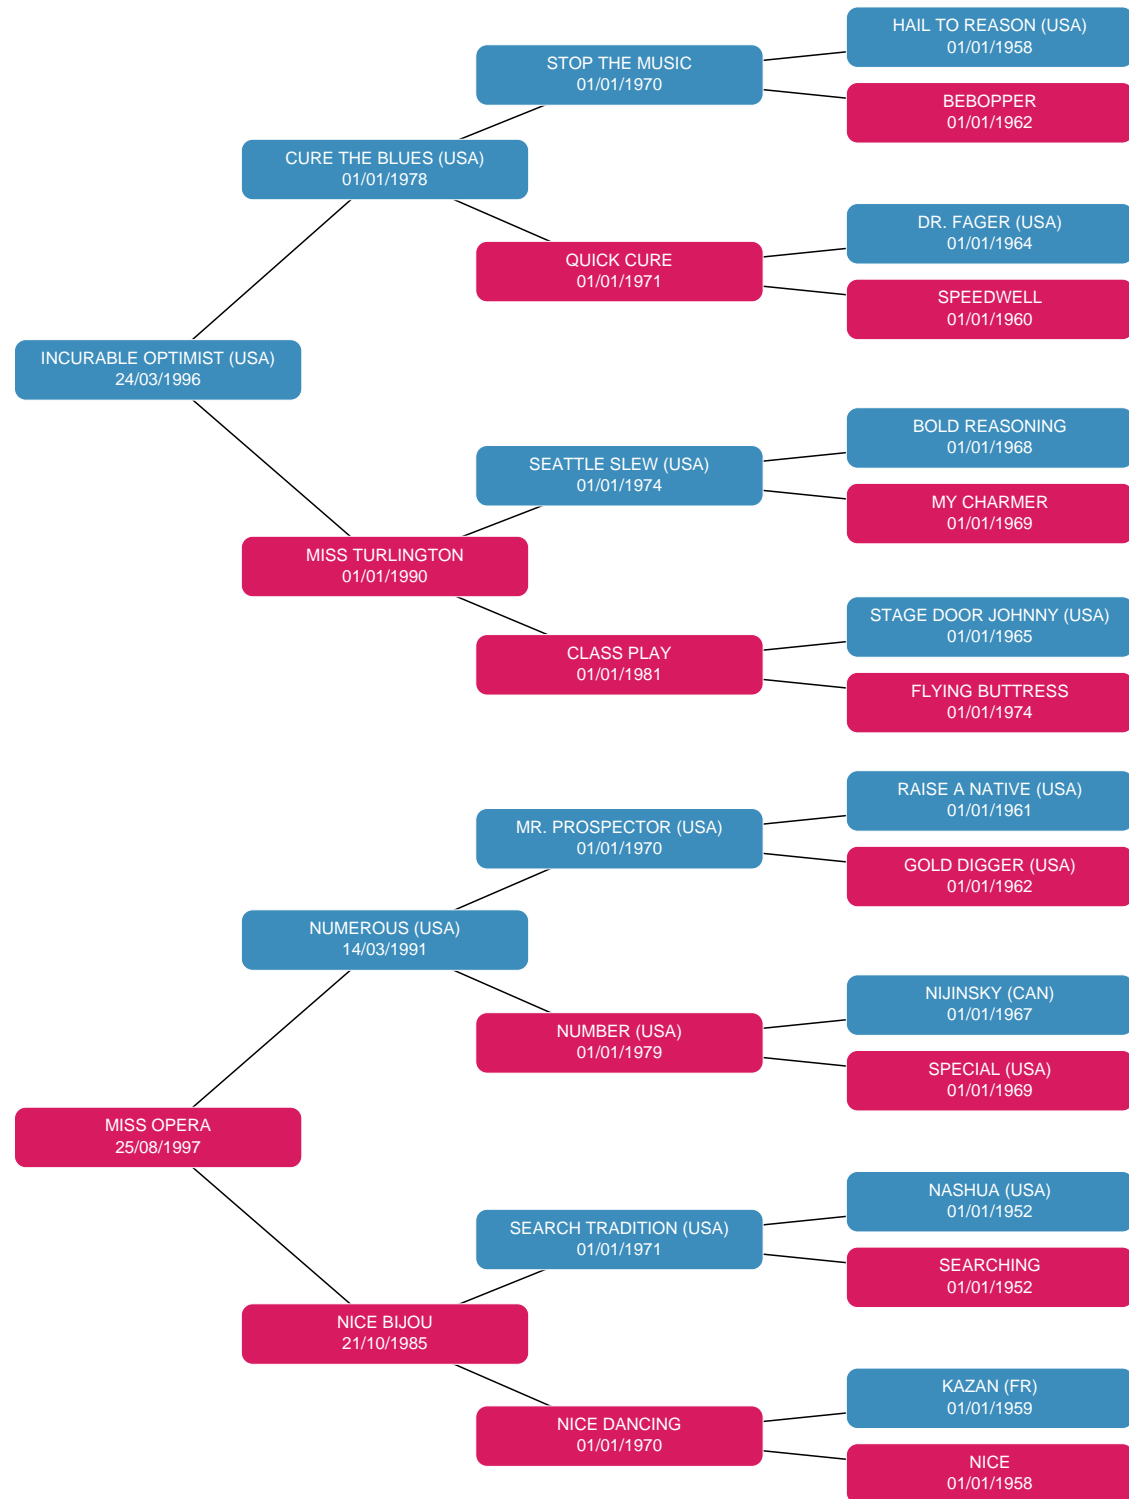 HAIL TO REASON (USA)
01/01/1958
STOP THE MUSIC
01/01/1970
BEBOPPER
01/01/1962
CURE THE BLUES (USA)
01/01/1978
DR. FAGER (USA)
01/01/1964
QUICK CURE
01/01/1971
SPEEDWELL
01/01/1960
INCURABLE OPTIMIST (USA)
24/03/1996
BOLD REASONING
01/01/1968
SEATTLE SLEW (USA)
01/01/1974
MY CHARMER
01/01/1969
MISS TURLINGTON
01/01/1990
STAGE DOOR JOHNNY (USA)
01/01/1965
CLASS PLAY
01/01/1981
FLYING BUTTRESS
01/01/1974
RAISE A NATIVE (USA)
01/01/1961
MR. PROSPECTOR (USA)
01/01/1970
GOLD DIGGER (USA)
01/01/1962
NUMEROUS (USA)
14/03/1991
NIJINSKY (CAN)
01/01/1967
NUMBER (USA)
01/01/1979
SPECIAL (USA)
01/01/1969
MISS OPERA
25/08/1997
NASHUA (USA)
01/01/1952
SEARCH TRADITION (USA)
01/01/1971
SEARCHING
01/01/1952
NICE BIJOU
21/10/1985
KAZAN (FR)
01/01/1959
NICE DANCING
01/01/1970
NICE
01/01/1958